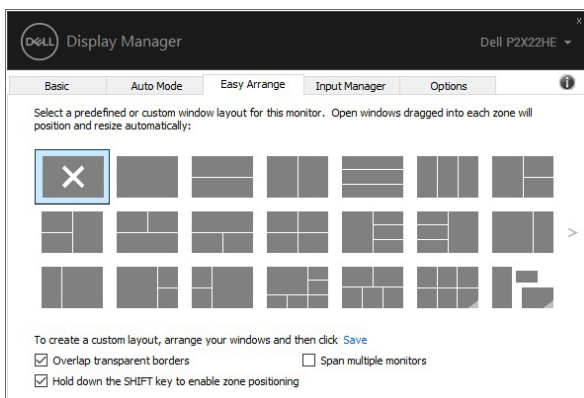 DELL Display Manager
Dell P2X22HE
Basic Auto Mode Easy Arrange Input Manager Options
Select a predefined or custom window layout for this monitor. Open windows dragged into each zone will
position and resize automatically:
To create a custom layout, arrange your windows and then click Save
Overlap transparent borders Span multiple monitors
Hold down the SHIFT key to enable zone positioning